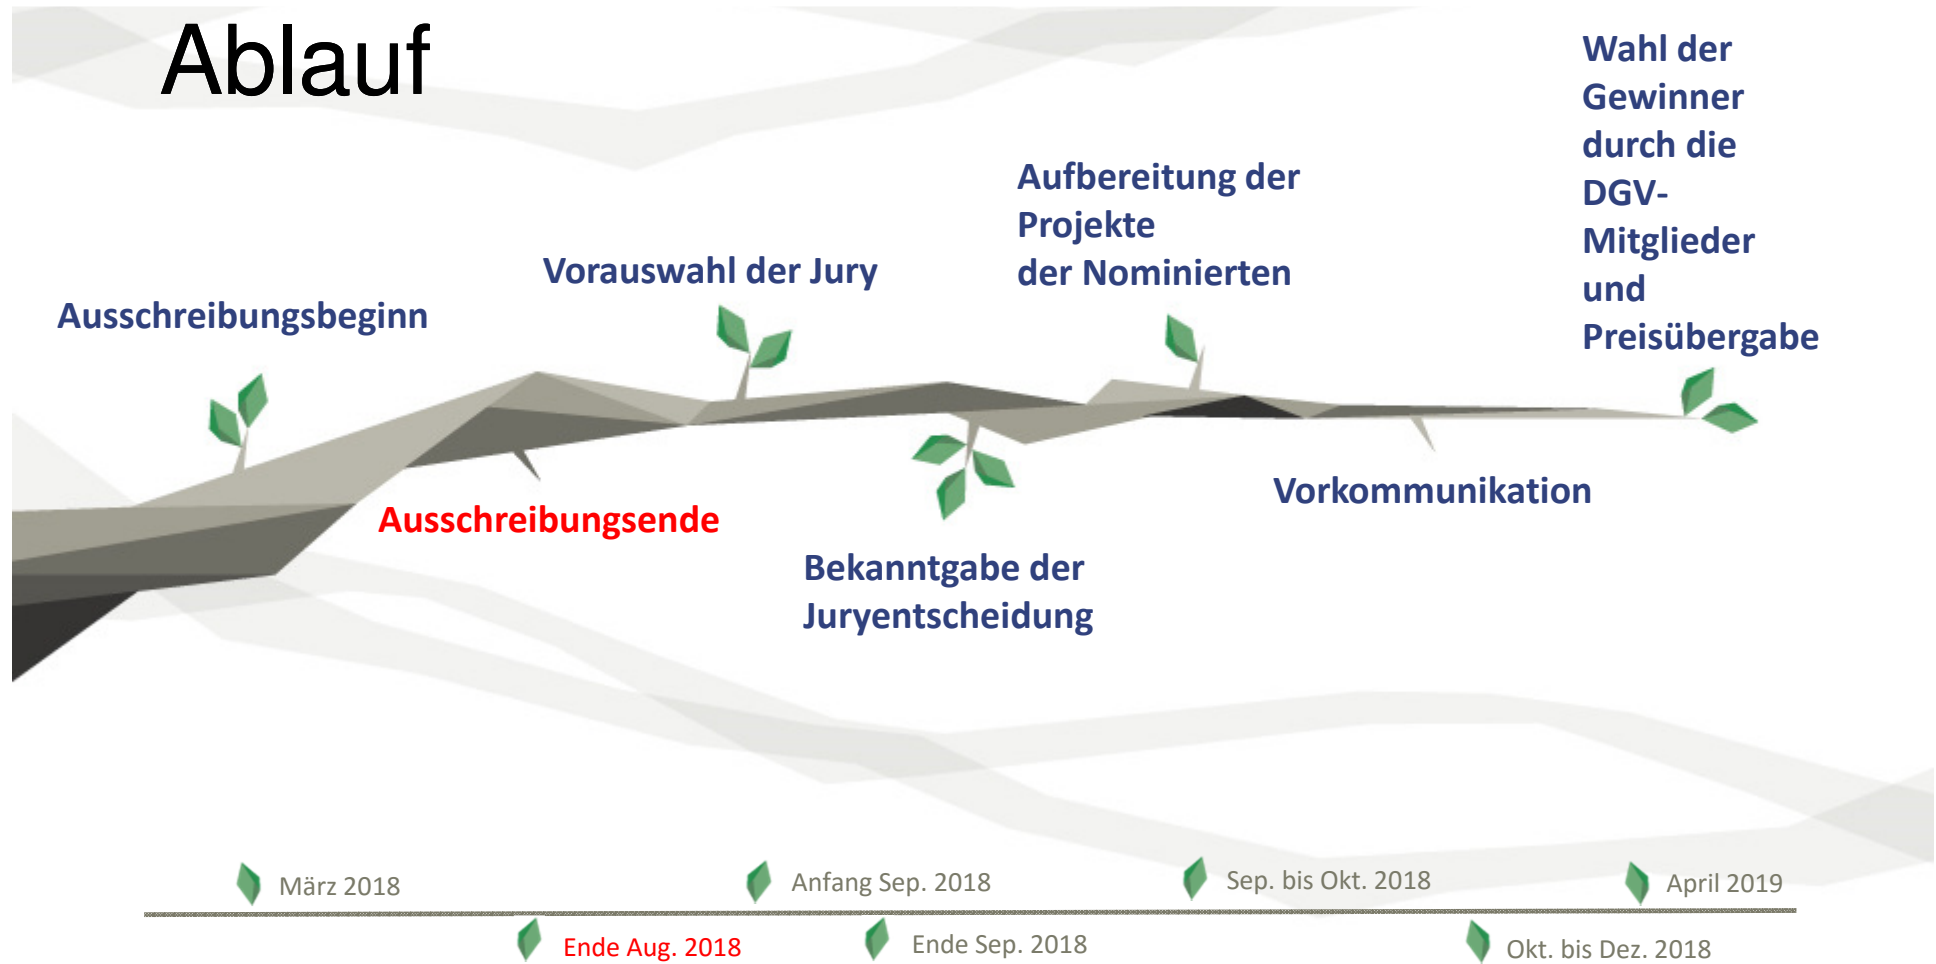 Ablauf
Ausschreibungsbeginn
Ausschreibungsende
Vorauswahl der Jury
Bekanntgabe der
Juryentscheidung
Aufbereitung der
Projekte
der Nominierten
Vorkommunikation
Wahl der
Gewinner
durch die
DGV-
Mitglieder
und
Preisübergabe
März 2018
Ende Aug. 2018
Anfang Sep. 2018
Ende Sep. 2018
Sep. bis Okt. 2018
Okt. bis Dez. 2018
April 2019